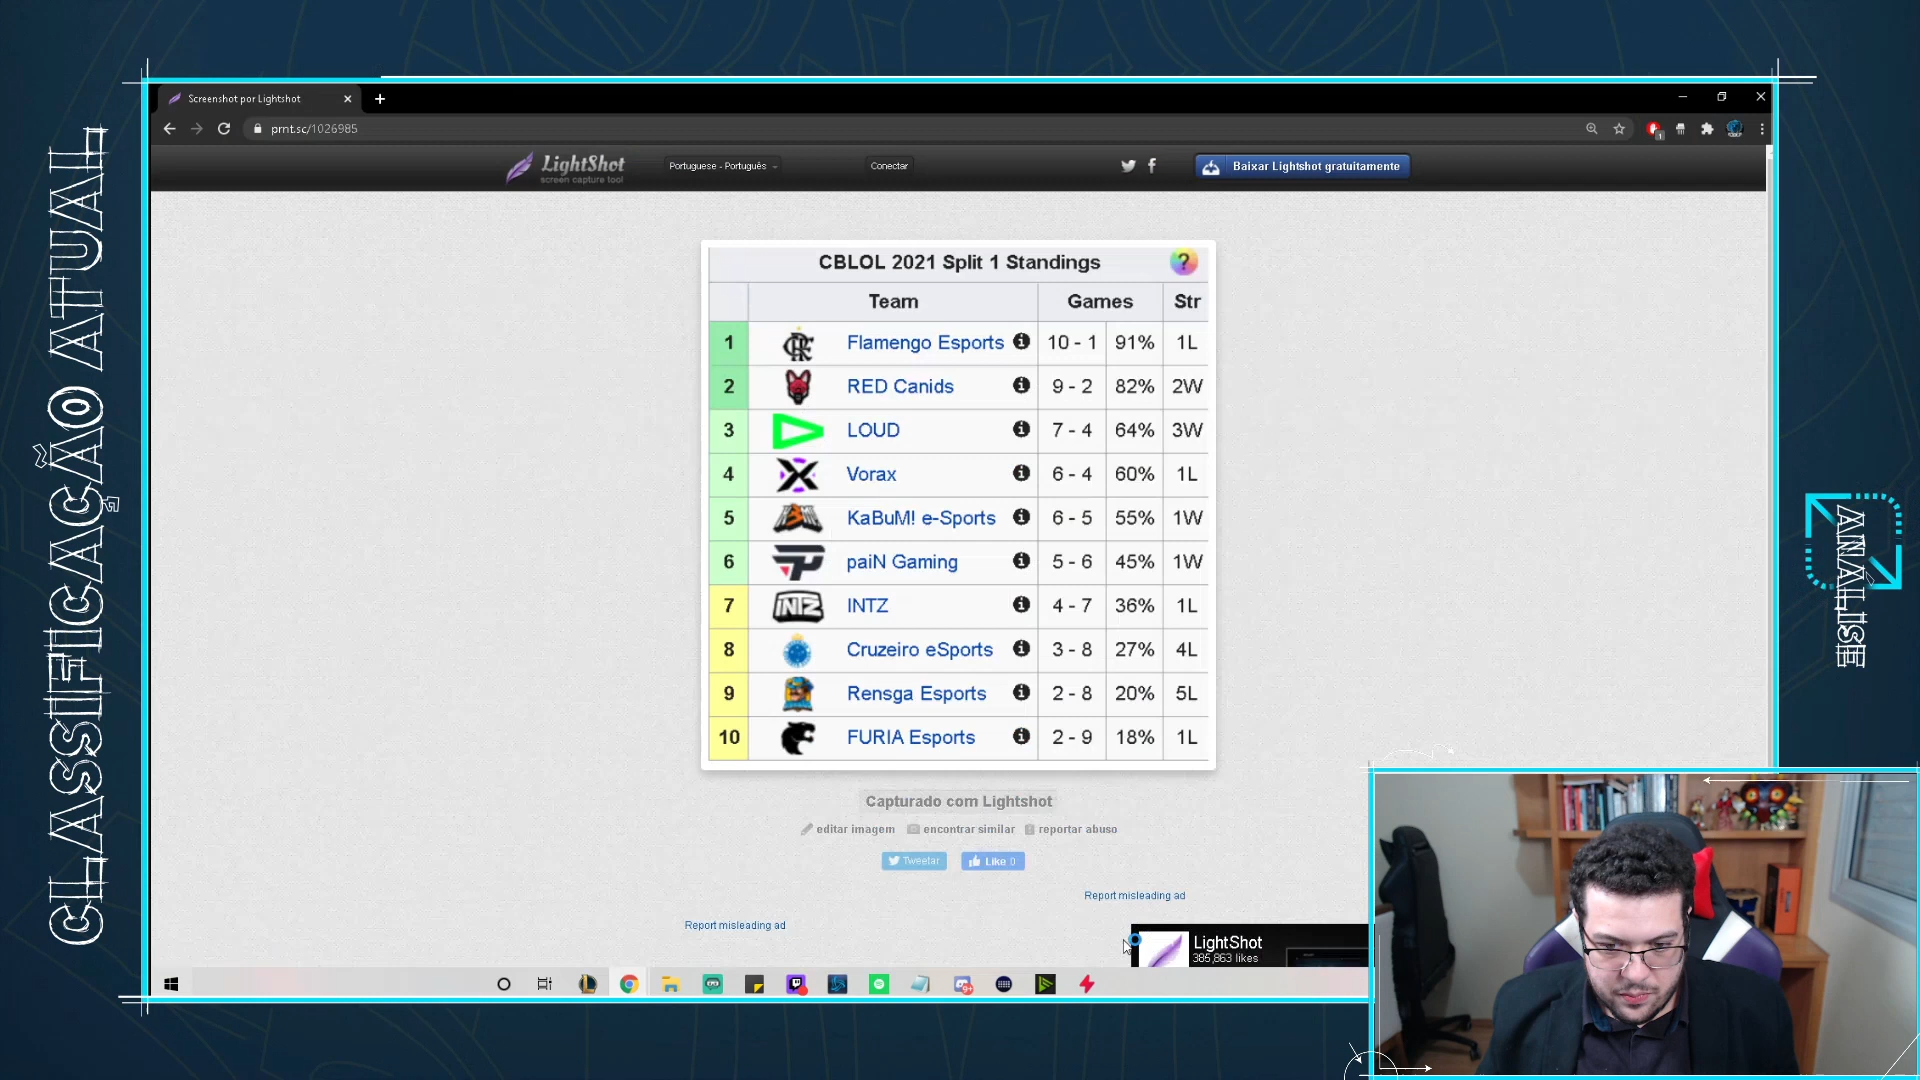 CLASSIFICAÇÃO ATUAL
Screenshot por Lightshot
prnt.sc/1026985
LightShot
screen capture tool
Portuguese - Português
Conectar
Baixar Lightshot gratuitamente
CBLOL 2021 Split 1 Standings ?
Team Games Str
1 Flamengo Esports 10 - 1 91% 1L
2 RED Canids 9 - 2 82% 2W
3 LOUD 7 - 4 64% 3W
4 Vorax 6 - 4 60% 1L
5 KaBuM! e-Sports 6 - 5 55% 1W
6 paiN Gaming 5 - 6 45% 1W
7 INTZ INTZ 4 - 7 36% 1L
8 Cruzeiro eSports 3 - 8 27% 4L
9 Rensga Esports 2 - 8 20% 5L
10 FURIA Esports 2 - 9 18% 1L
Capturado com Lightshot
editar imagem encontrar similar reportar abuso
Tweetar Like 0
Report misleading ad
Report misleading ad
LightShot
385,863 likes
ANÁLISE